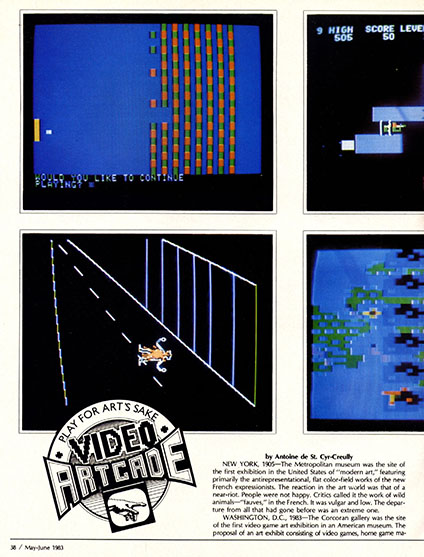 9 HIGH SCORE LEVE
505 50
WOULD YOU LIKE TO CONTINUE
PLAYING?
PLAY FOR ART'S SAKE
VIDEO
ARTCADE
by Antoine de St. Cyr-Creully
NEW YORK, 1905—The Metropolitan museum was the site of
the first exhibition in the United States of "modern art," featuring
primarily the antirepresentational, flat color-field works of the new
French expressionists. The reaction in the art world was that of a
near-riot. People were not happy. Critics called it the work of wild
animals—"fauves," in the French. It was vulgar and low. The depar-
ture from all that had gone before was an extreme one.
WASHINGTON, D.C., 1983—The Corcoran gallery was the site
of the first video game art exhibition in an American museum. The
proposal of an art exhibit consisting of video games, home game ma-
38 / May-June 1983